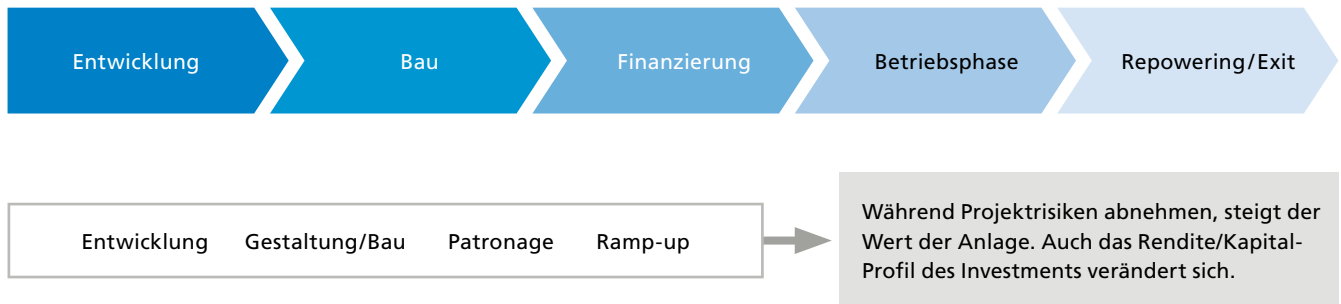 Entwicklung Bau Finanzierung Betriebsphase Repowering/Exit
Entwicklung Gestaltung/Bau Patronage Ramp-up
Während Projektrisiken abnehmen, steigt der
Wert der Anlage. Auch das Rendite/Kapital-
Profil des Investments verändert sich.